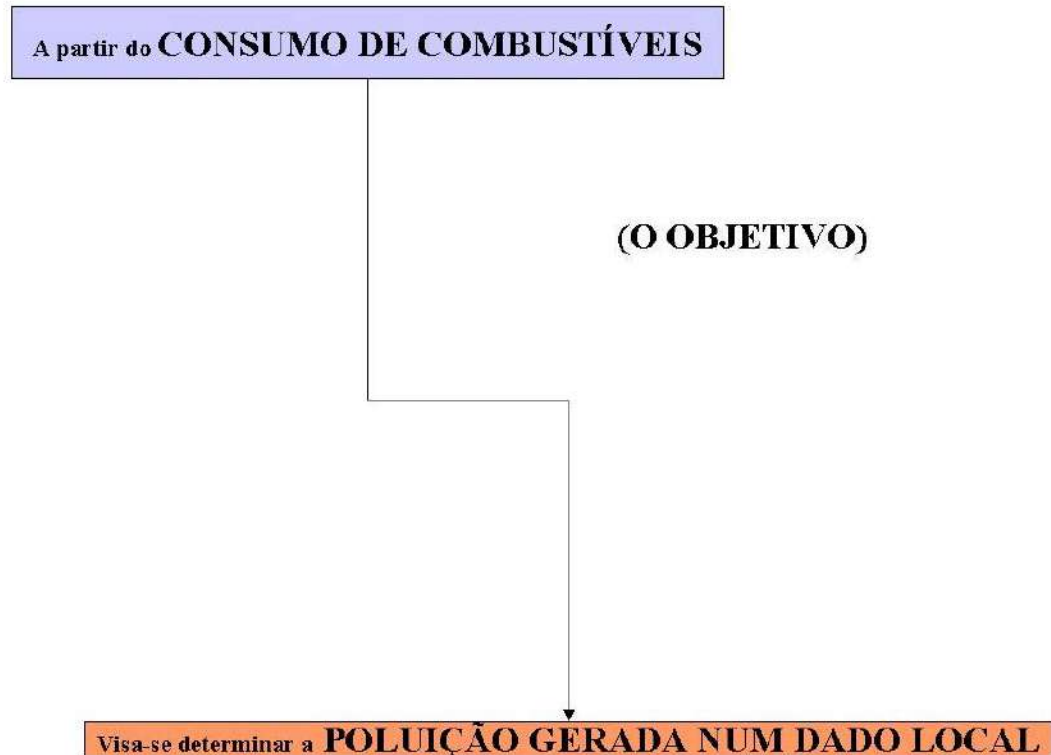 A partir do CONSUMO DE COMBUSTÍVEIS
(O OBJETIVO)
Visa-se determinar a POLUIÇÃO GERADA NUM DADO LOCAL